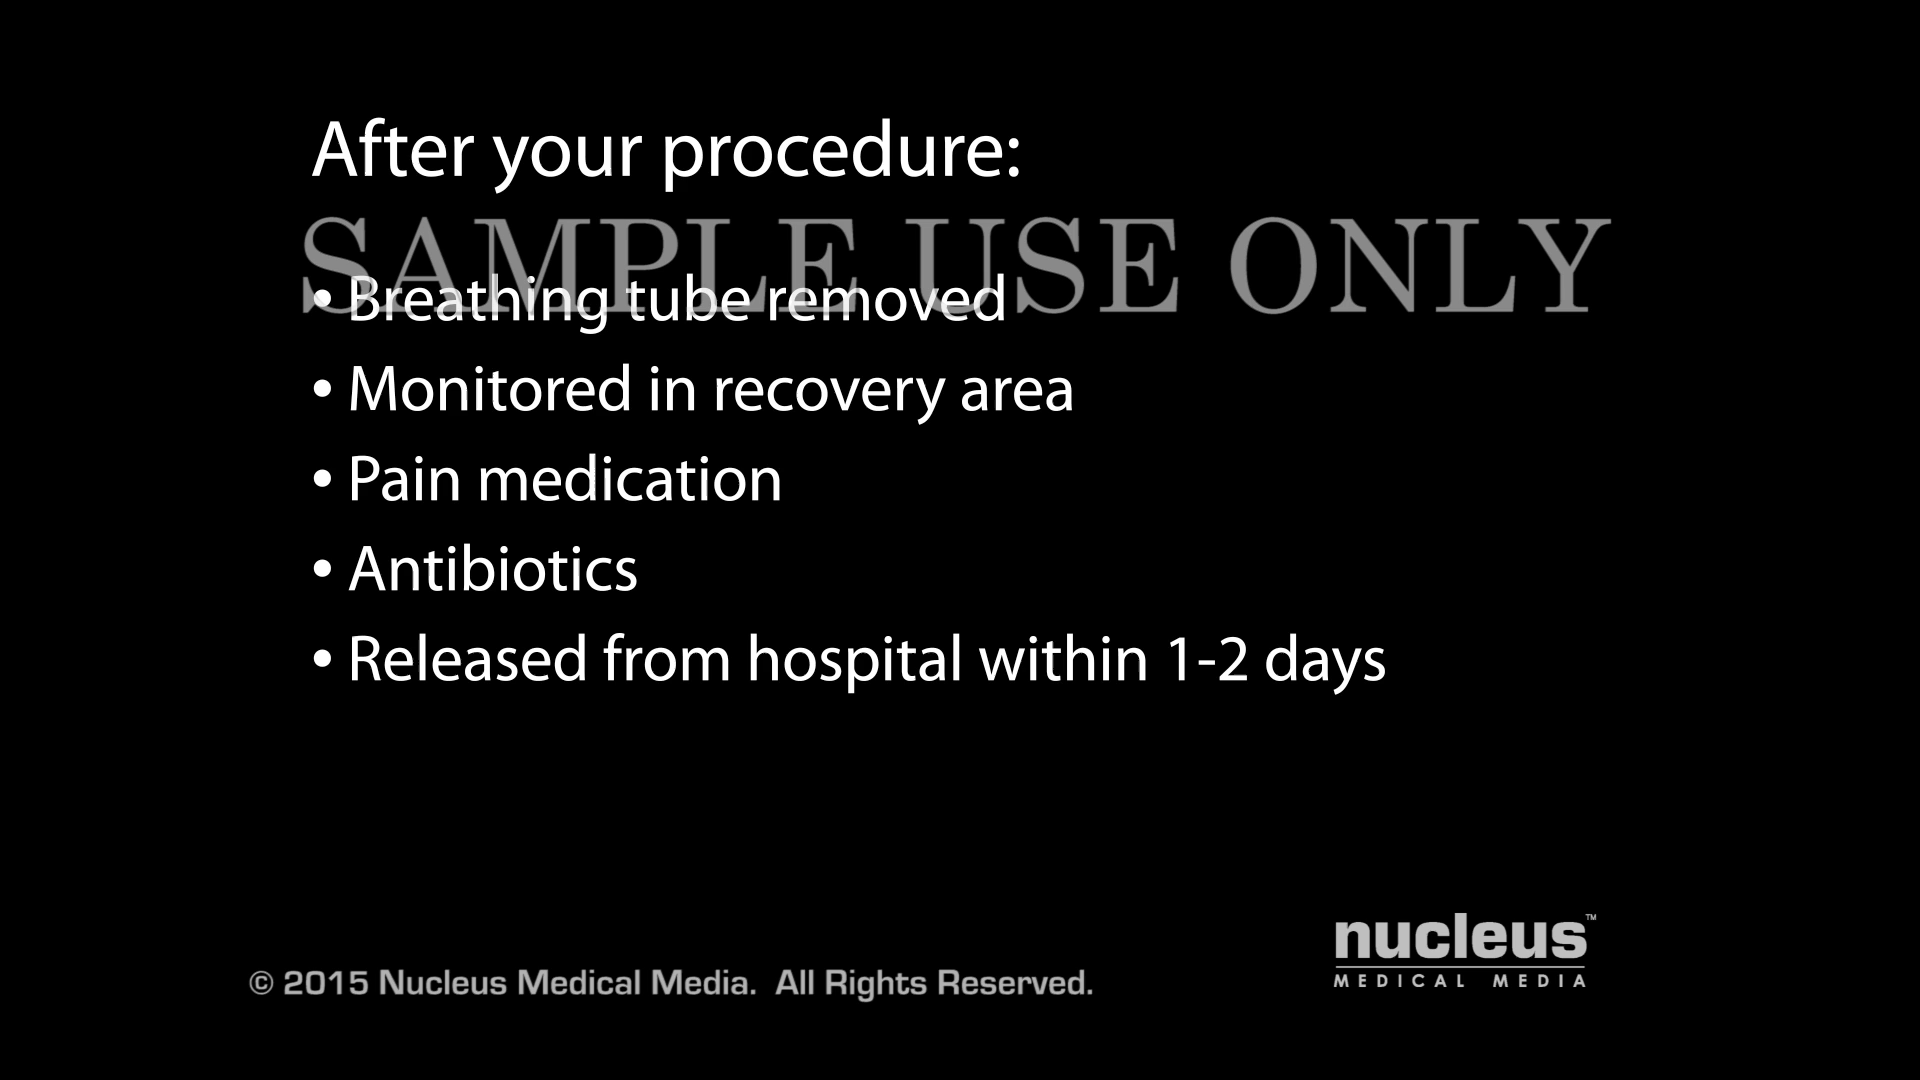 After your procedure:
SAMPLE USE ONLY
• Breathing tube removed
• Monitored in recovery area
• Pain medication
• Antibiotics
• Released from hospital within 1-2 days
nucleus™
MEDICAL MEDIA
© 2015 Nucleus Medical Media. All Rights Reserved.